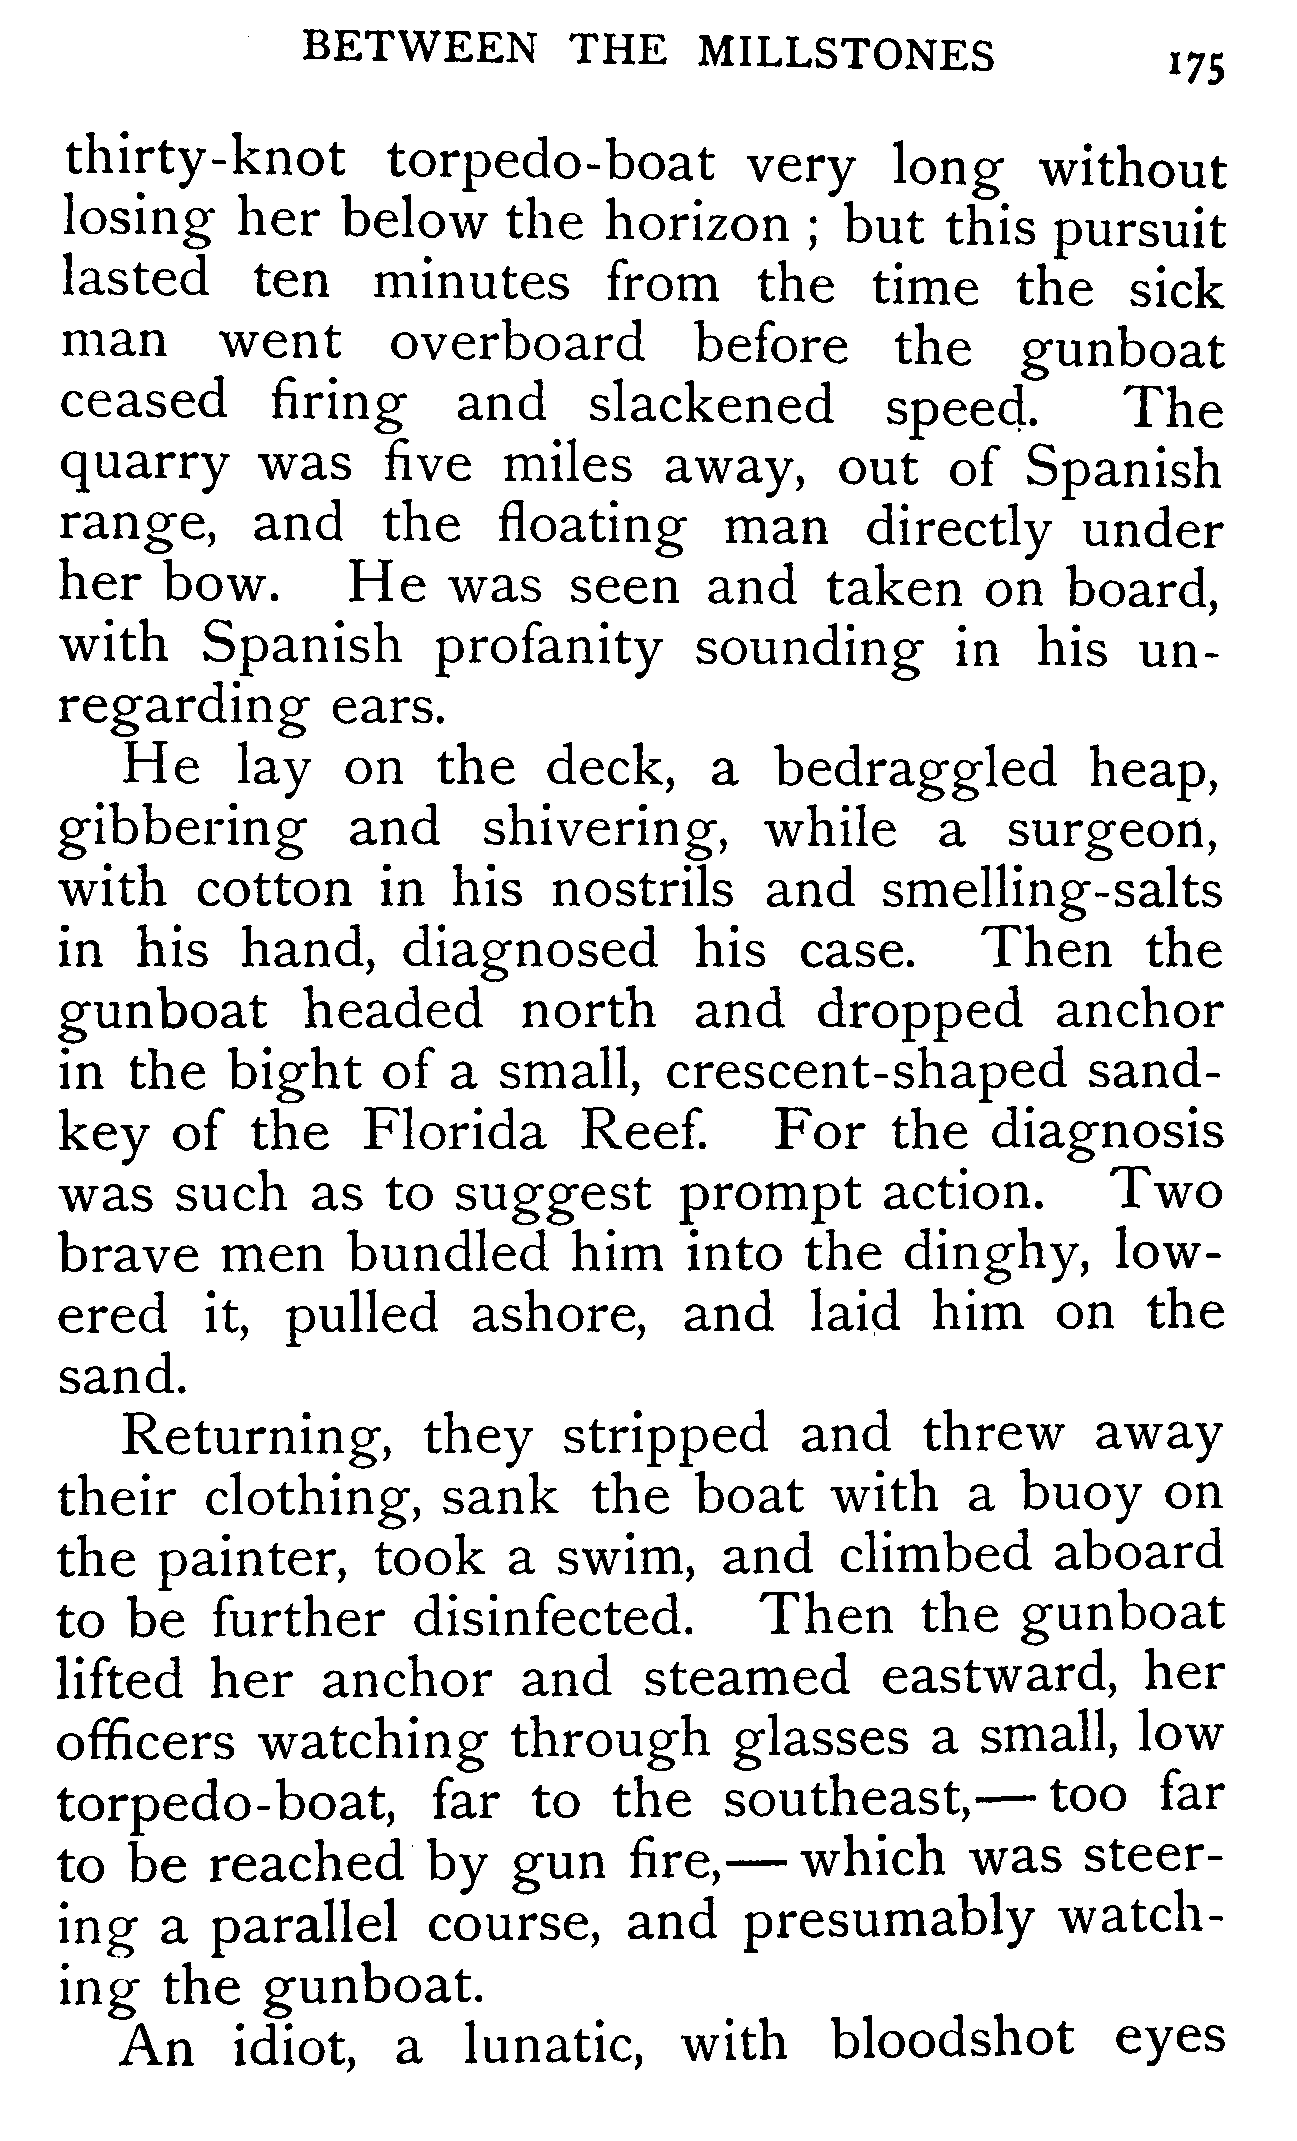 BETWEEN THE MILLSTONES 175
thirty-knot torpedo-boat very long without
losing her below the horizon ; but this pursuit
lasted ten minutes from the time the sick
man went overboard before the gunboat
ceased firing and slackened speed. The
quarry was five miles away, out of Spanish
range, and the floating man directly under
her bow. He was seen and taken on board,
with Spanish profanity sounding in his un-
regarding ears.
He lay on the deck, a bedraggled heap,
gibbering and shivering, while a surgeon,
with cotton in his nostrils and smelling-salts
in his hand, diagnosed his case. Then the
gunboat headed north and dropped anchor
in the bight of a small, crescent-shaped sand-
key of the Florida Reef. For the diagnosis
was such as to suggest prompt action. Two
brave men bundled him into the dinghy, low-
ered it, pulled ashore, and laid him on the
sand.
Returning, they stripped and threw away
their clothing, sank the boat with a buoy on
the painter, took a swim, and climbed aboard
to be further disinfected. Then the gunboat
lifted her anchor and steamed eastward, her
officers watching through glasses a small, low
torpedo-boat, far to the southeast,— too far
to be reached by gun fire,— which was steer-
ing a parallel course, and presumably watch-
ing the gunboat.
An idiot, a lunatic, with bloodshot eyes